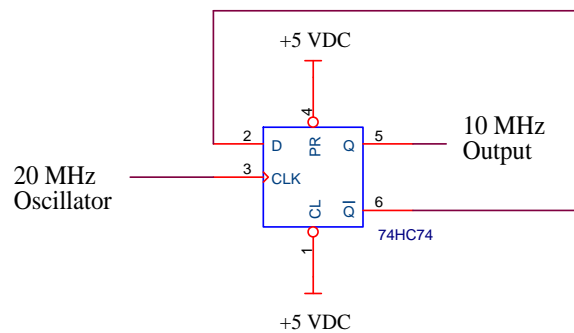 +5 VDC
4
2
D
PR
Q
5
10 MHz
Output
20 MHz
Oscillator
3
CLK
CL
QI
6
74HC74
1
+5 VDC